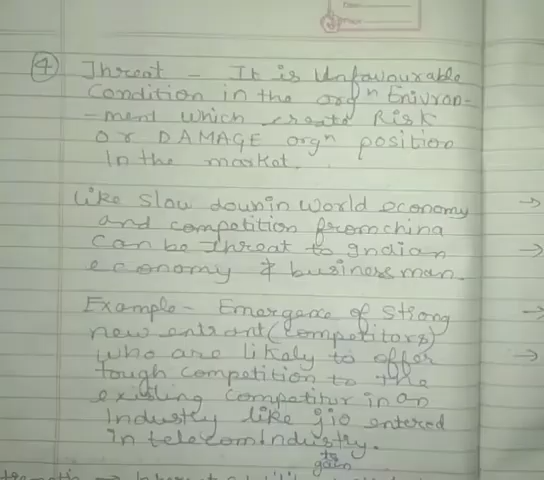 ④ Threat - It is Unfavourable
Condition in the orgⁿ Enivron-
-ment which create Risk
or DAMAGE orgⁿ position
In the market.
like slow down in world economy
and competition from china
can be threat to Indian
economy & business man.
Example - Emergence of strong
new entrant (competitors)
who are likely to offer
tough competition to the
existing competitor in an
Industry like jio entered
in telecom Industry.
to
gain